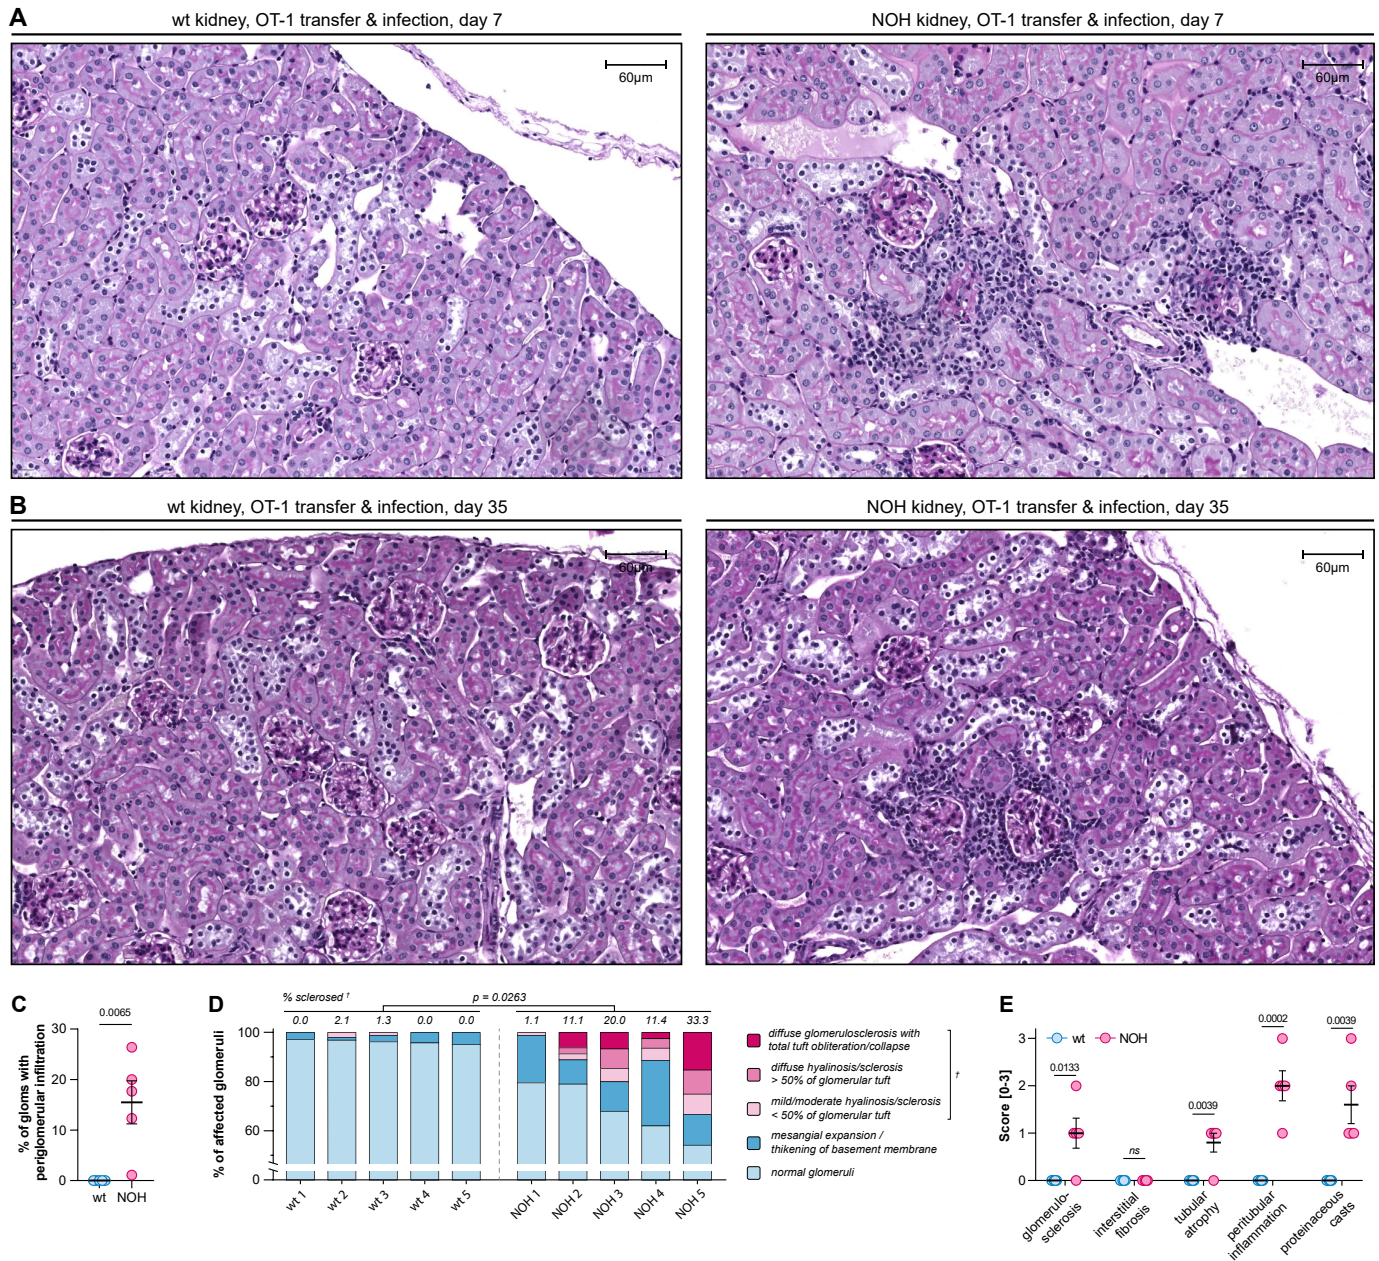 A
wt kidney, OT-1 transfer & infection, day 7
NOH kidney, OT-1 transfer & infection, day 7
60µm
60µm
B
wt kidney, OT-1 transfer & infection, day 35
NOH kidney, OT-1 transfer & infection, day 35
60µm
60µm
C
% of gloms with
periglomerular infiltration
0.0065
30
20
10
0
wt
NOH
D
% sclerosed †
p = 0.0263
0.0
2.1
1.3
0.0
0.0
1.1
11.1
20.0
11.4
33.3
% of affected glomeruli
100
80
60
0
wt 1
wt 2
wt 3
wt 4
wt 5
NOH 1
NOH 2
NOH 3
NOH 4
NOH 5
diffuse glomerulosclerosis with
total tuft obliteration/collapse
diffuse hyalinosis/sclerosis
> 50% of glomerular tuft
mild/moderate hyalinosis/sclerosis
< 50% of glomerular tuft
†
mesangial expansion /
thikening of basement membrane
normal glomeruli
E
wt
NOH
Score [0-3]
3
2
1
0
0.0133
ns
0.0039
0.0002
0.0039
glomerulo-
sclerosis
interstitial
fibrosis
tubular
atrophy
peritubular
inflammation
proteinaceous
casts